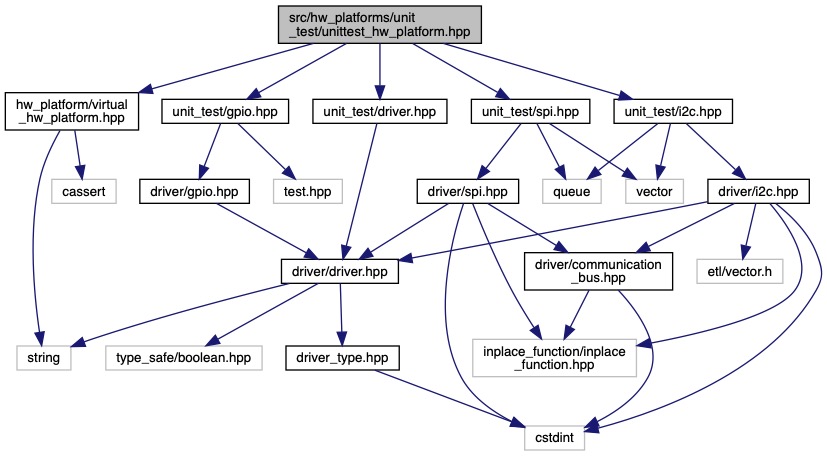 src/hw_platforms/unit
_test/unittest_hw_platform.hpp
hw_platform/virtual
_hw_platform.hpp
unit_test/gpio.hpp
unit_test/driver.hpp
unit_test/spi.hpp
unit_test/i2c.hpp
cassert
driver/gpio.hpp
test.hpp
driver/spi.hpp
queue
vector
driver/i2c.hpp
driver/driver.hpp
driver/communication
_bus.hpp
etl/vector.h
string
type_safe/boolean.hpp
driver_type.hpp
inplace_function/inplace
_function.hpp
cstdint